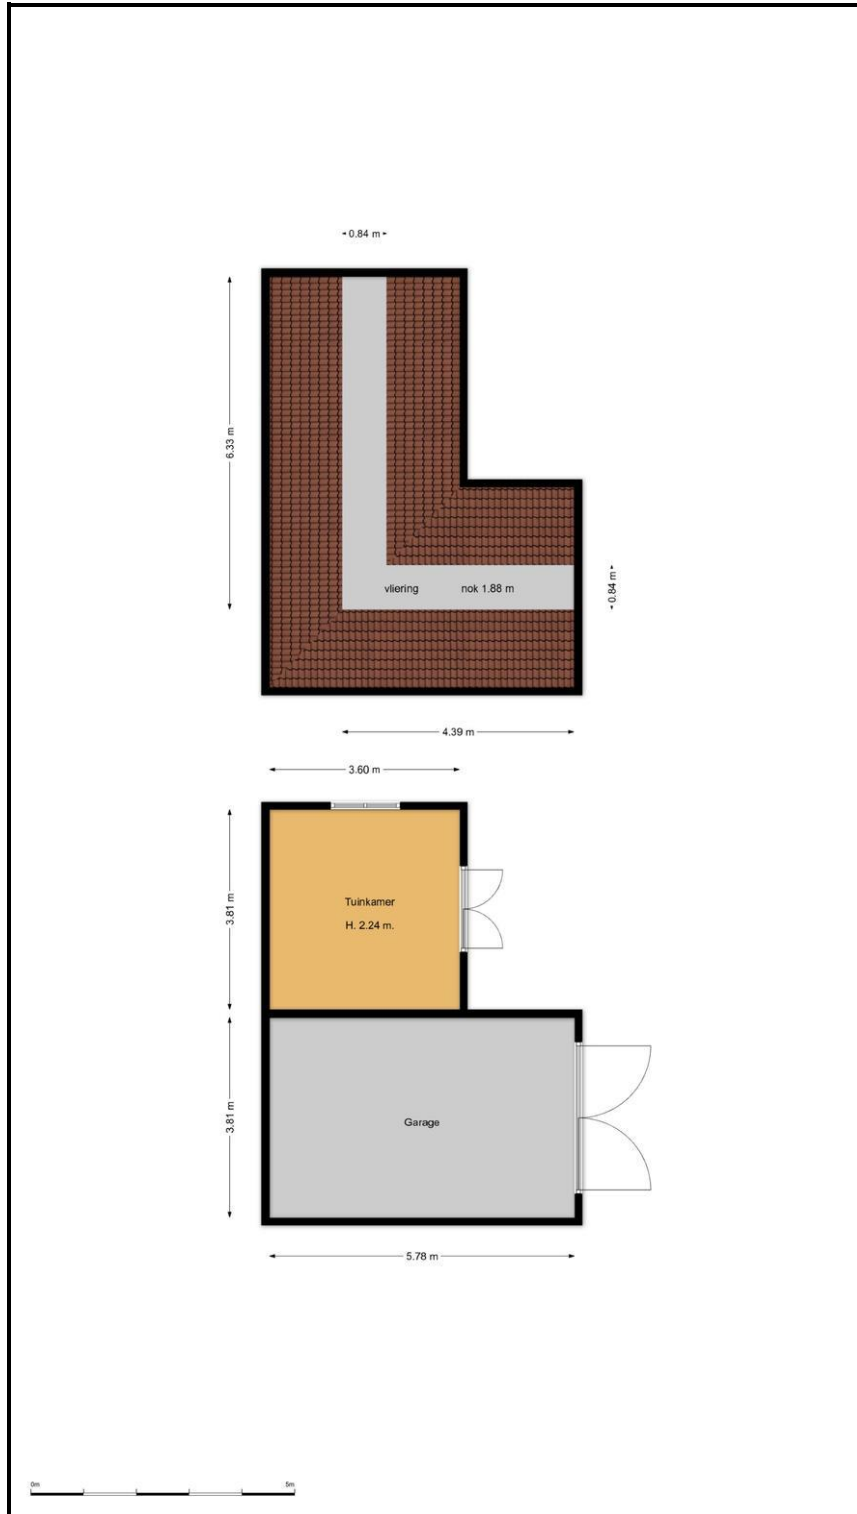 0.84 m
6.33 m
vliering nok 1.88 m
0.84 m
4.39 m
3.60 m
3.81 m
Tuinkamer
H. 2.24 m.
3.81 m
Garage
5.78 m
0m 5m